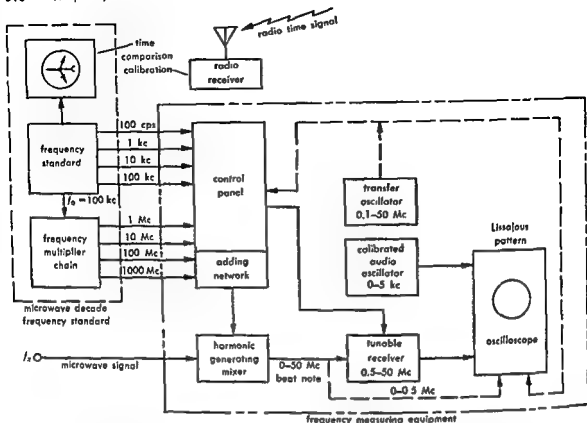 time
comparison
calibration
radio time signal
radio
receiver
frequency
standard
100 cps
1 kc
10 kc
100 kc
control
panel
f₀ = 100 kc
frequency
multiplier
chain
1 Mc
10 Mc
100 Mc
1000 Mc
adding
network
microwave decade
frequency standard
transfer
oscillator
0.1–50 Mc
calibrated
audio
oscillator
0–5 kc
Lissajous
pattern
oscilloscope
fₓ
microwave signal
harmonic
generating
mixer
0–50 Mc
beat note
tunable
receiver
0.5–50 Mc
0–0 5 Mc
frequency measuring equipment